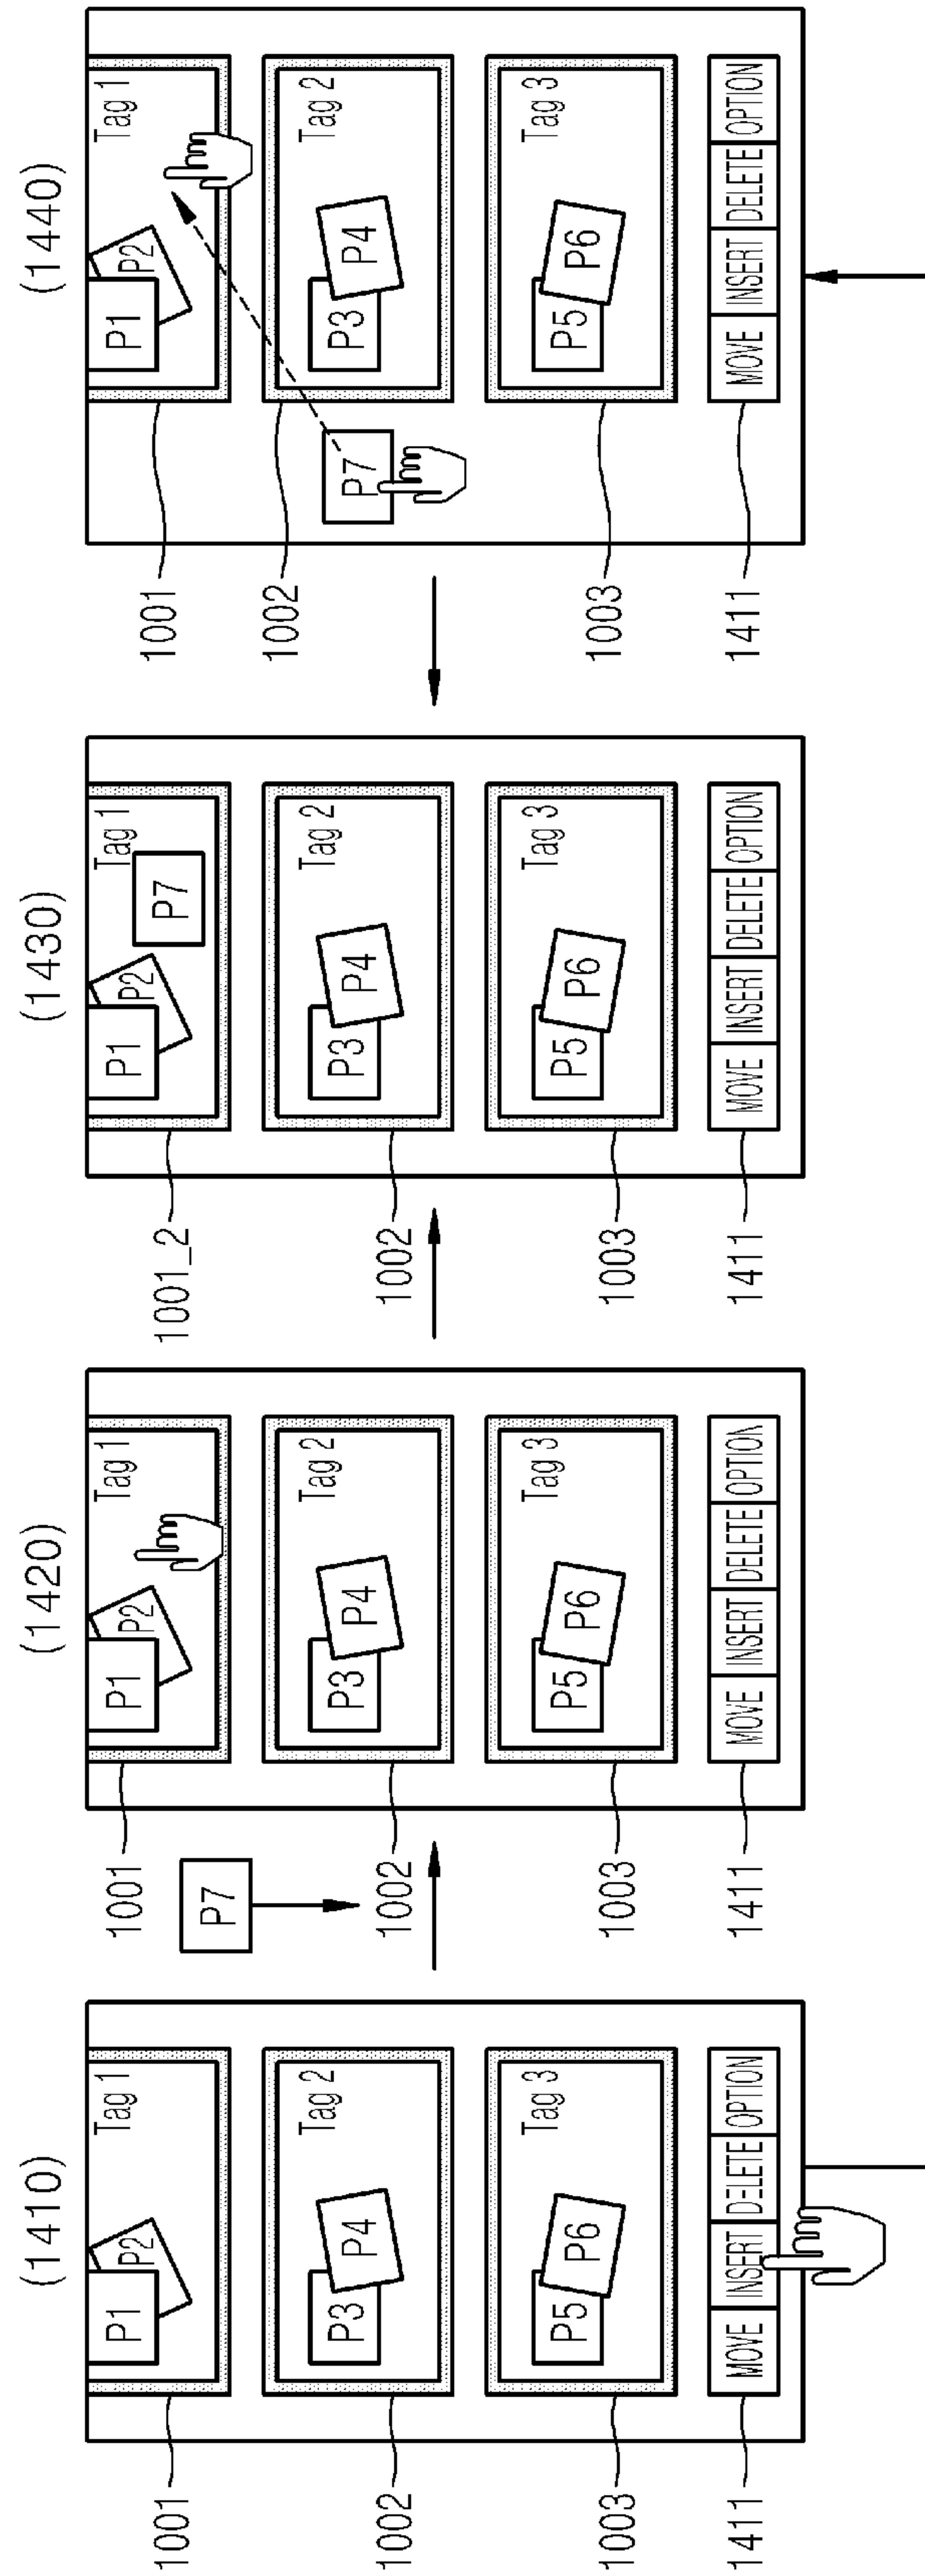 (1410)
Tag 1
P1
P2
1001
Tag 2
P3
P4
1002
Tag 3
P5
P6
1003
MOVE INSERT DELETE OPTION
1411
P7
(1420)
Tag 1
P1
P2
1001
Tag 2
P3
P4
1002
Tag 3
P5
P6
1003
MOVE INSERT DELETE OPTION
1411
(1430)
Tag 1
P1
P2
P7
1001_2
Tag 2
P3
P4
1002
Tag 3
P5
P6
1003
MOVE INSERT DELETE OPTION
1411
(1440)
Tag 1
P1
P2
1001
Tag 2
P3
P4
1002
P7
Tag 3
P5
P6
1003
MOVE INSERT DELETE OPTION
1411